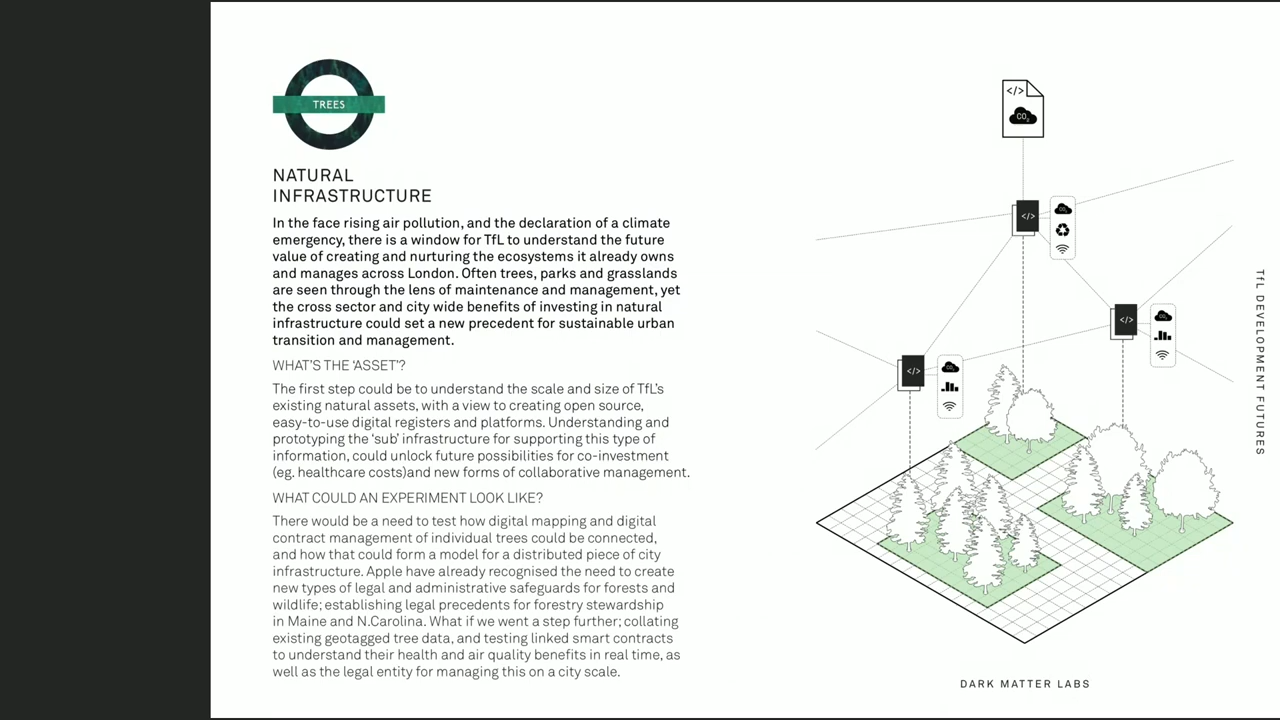 TREES
NATURAL
INFRASTRUCTURE
In the face rising air pollution, and the declaration of a climate
emergency, there is a window for TfL to understand the future
value of creating and nurturing the ecosystems it already owns
and manages across London. Often trees, parks and grasslands
are seen through the lens of maintenance and management, yet
the cross sector and city wide benefits of investing in natural
infrastructure could set a new precedent for sustainable urban
transition and management.
WHAT'S THE 'ASSET'?
The first step could be to understand the scale and size of TfL's
existing natural assets, with a view to creating open source,
easy-to-use digital registers and platforms. Understanding and
prototyping the 'sub' infrastructure for supporting this type of
information, could unlock future possibilities for co-investment
(eg. healthcare costs)and new forms of collaborative management.
WHAT COULD AN EXPERIMENT LOOK LIKE?
There would be a need to test how digital mapping and digital
contract management of individual trees could be connected,
and how that could form a model for a distributed piece of city
infrastructure. Apple have already recognised the need to create
new types of legal and administrative safeguards for forests and
wildlife; establishing legal precedents for forestry stewardship
in Maine and N.Carolina. What if we went a step further; collating
existing geotagged tree data, and testing linked smart contracts
to understand their health and air quality benefits in real time, as
well as the legal entity for managing this on a city scale.
</>
CO2
</>
CO2
</>
CO2
</>
CO2
TfL DEVELOPMENT FUTURES
DARK MATTER LABS